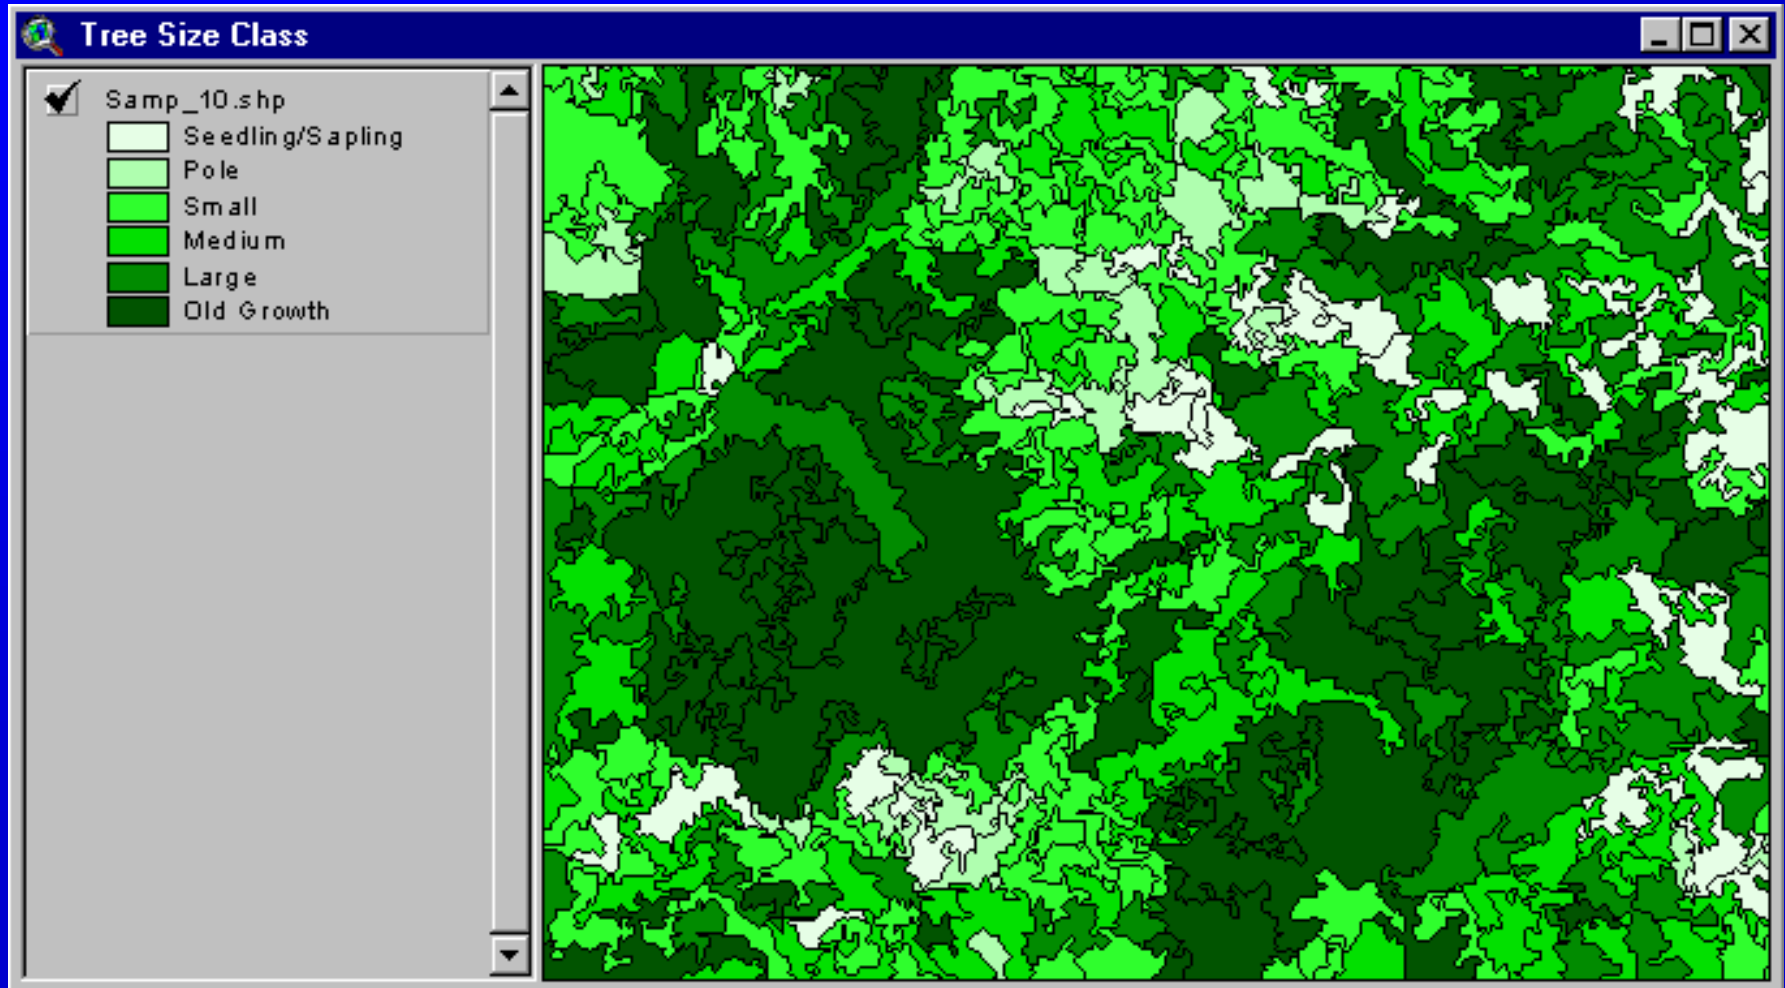 Tree Size Class
Samp_10.shp
Seedling/Sapling
Pole
Small
Medium
Large
Old Growth